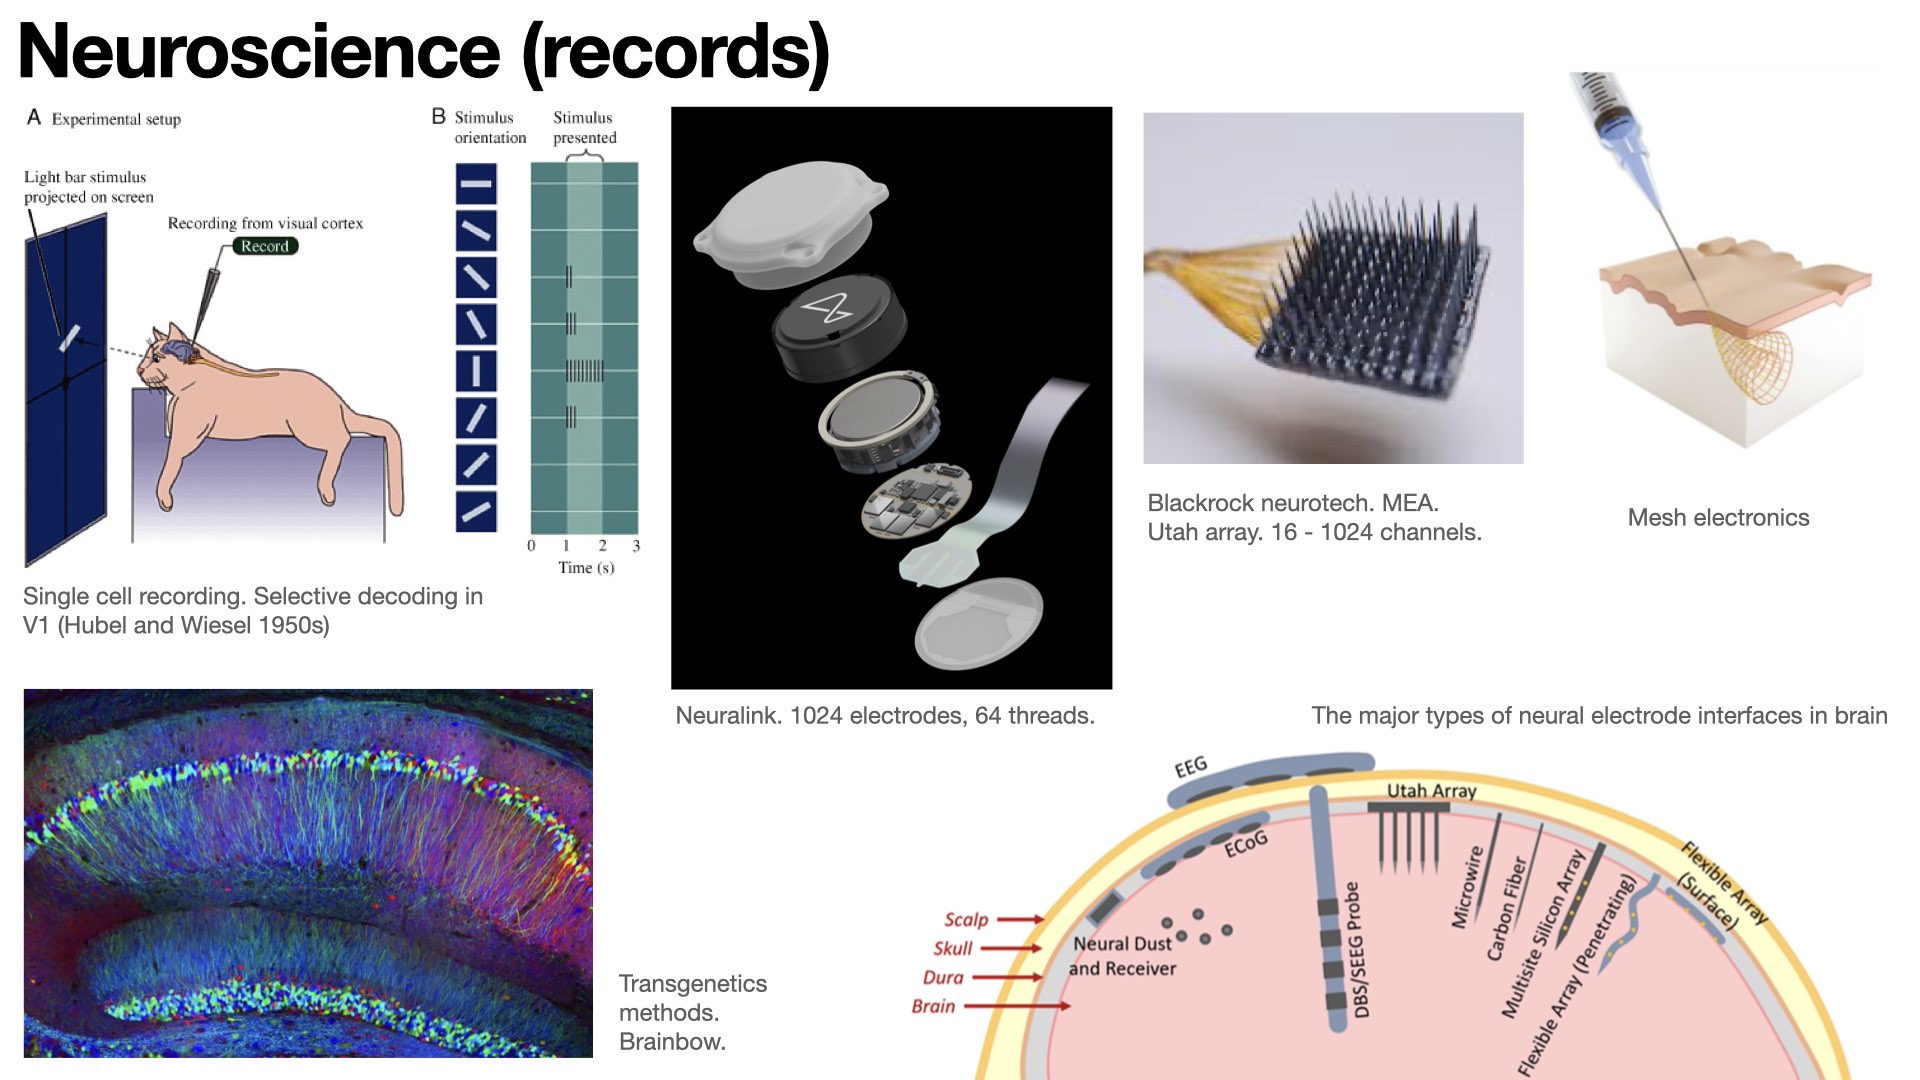 Neuroscience (records)
A Experimental setup
Light bar stimulus
projected on screen
Recording from visual cortex
Record
B Stimulus
orientation
Stimulus
presented
0 1 2 3
Time (s)
Single cell recording. Selective decoding in
V1 (Hubel and Wiesel 1950s)
Neuralink. 1024 electrodes, 64 threads.
Blackrock neurotech. MEA.
Utah array. 16 - 1024 channels.
Mesh electronics
Transgenetics
methods.
Brainbow.
The major types of neural electrode interfaces in brain
EEG
ECoG
Utah Array
Scalp
Skull
Dura
Brain
Neural Dust
and Receiver
DBS/SEEG Probe
Microwire
Carbon Fiber
Multisite Silicon Array
Flexible Array (Penetrating)
Flexible Array
(Surface)